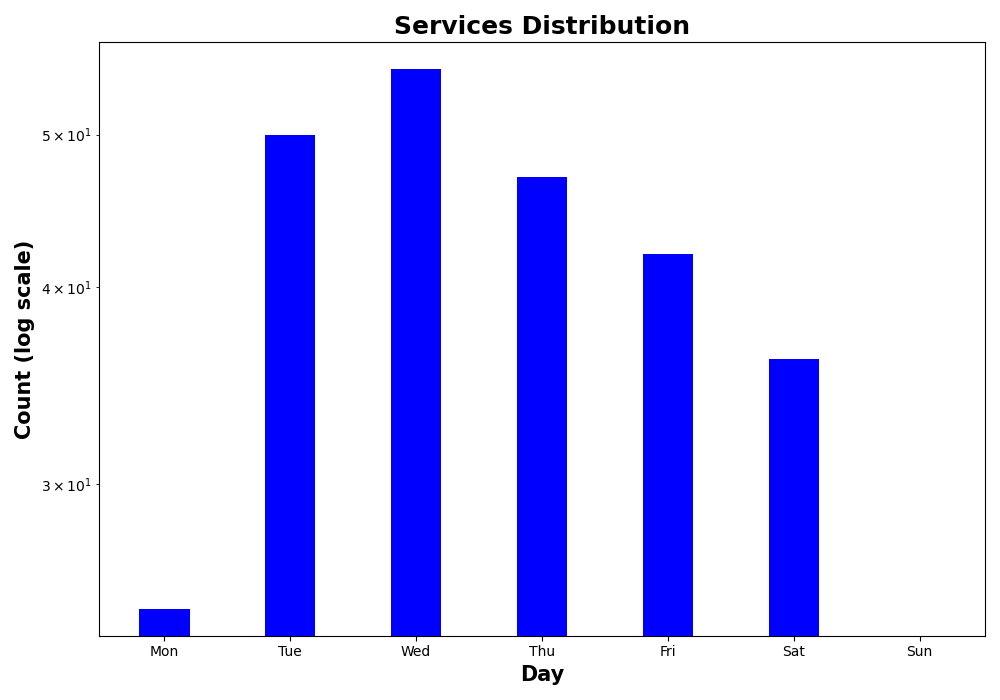 Services Distribution
Count (log scale)
5 × 10¹
4 × 10¹
3 × 10¹
Mon Tue Wed Thu Fri Sat Sun
Day